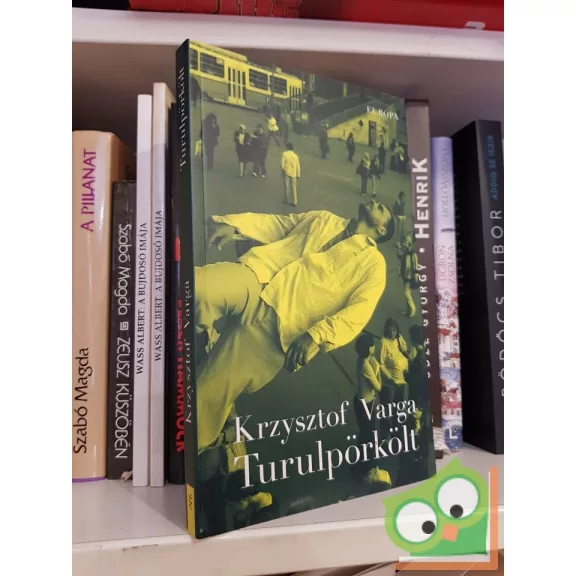 EURÓPA
Krzysztof Varga
Turulpörkölt
Turulpörkölt
Krzysztof Varga
Szabó Magda
A PILLANAT
Szabó Magda
ZEUSZ KÜSZÖBÉN
WASS ALBERT: A BUJDOSÓ IMÁJA
WASS ALBERT: A BUJDOSÓ IMÁJA
GYÖRGY • HENRIK
TIBOR